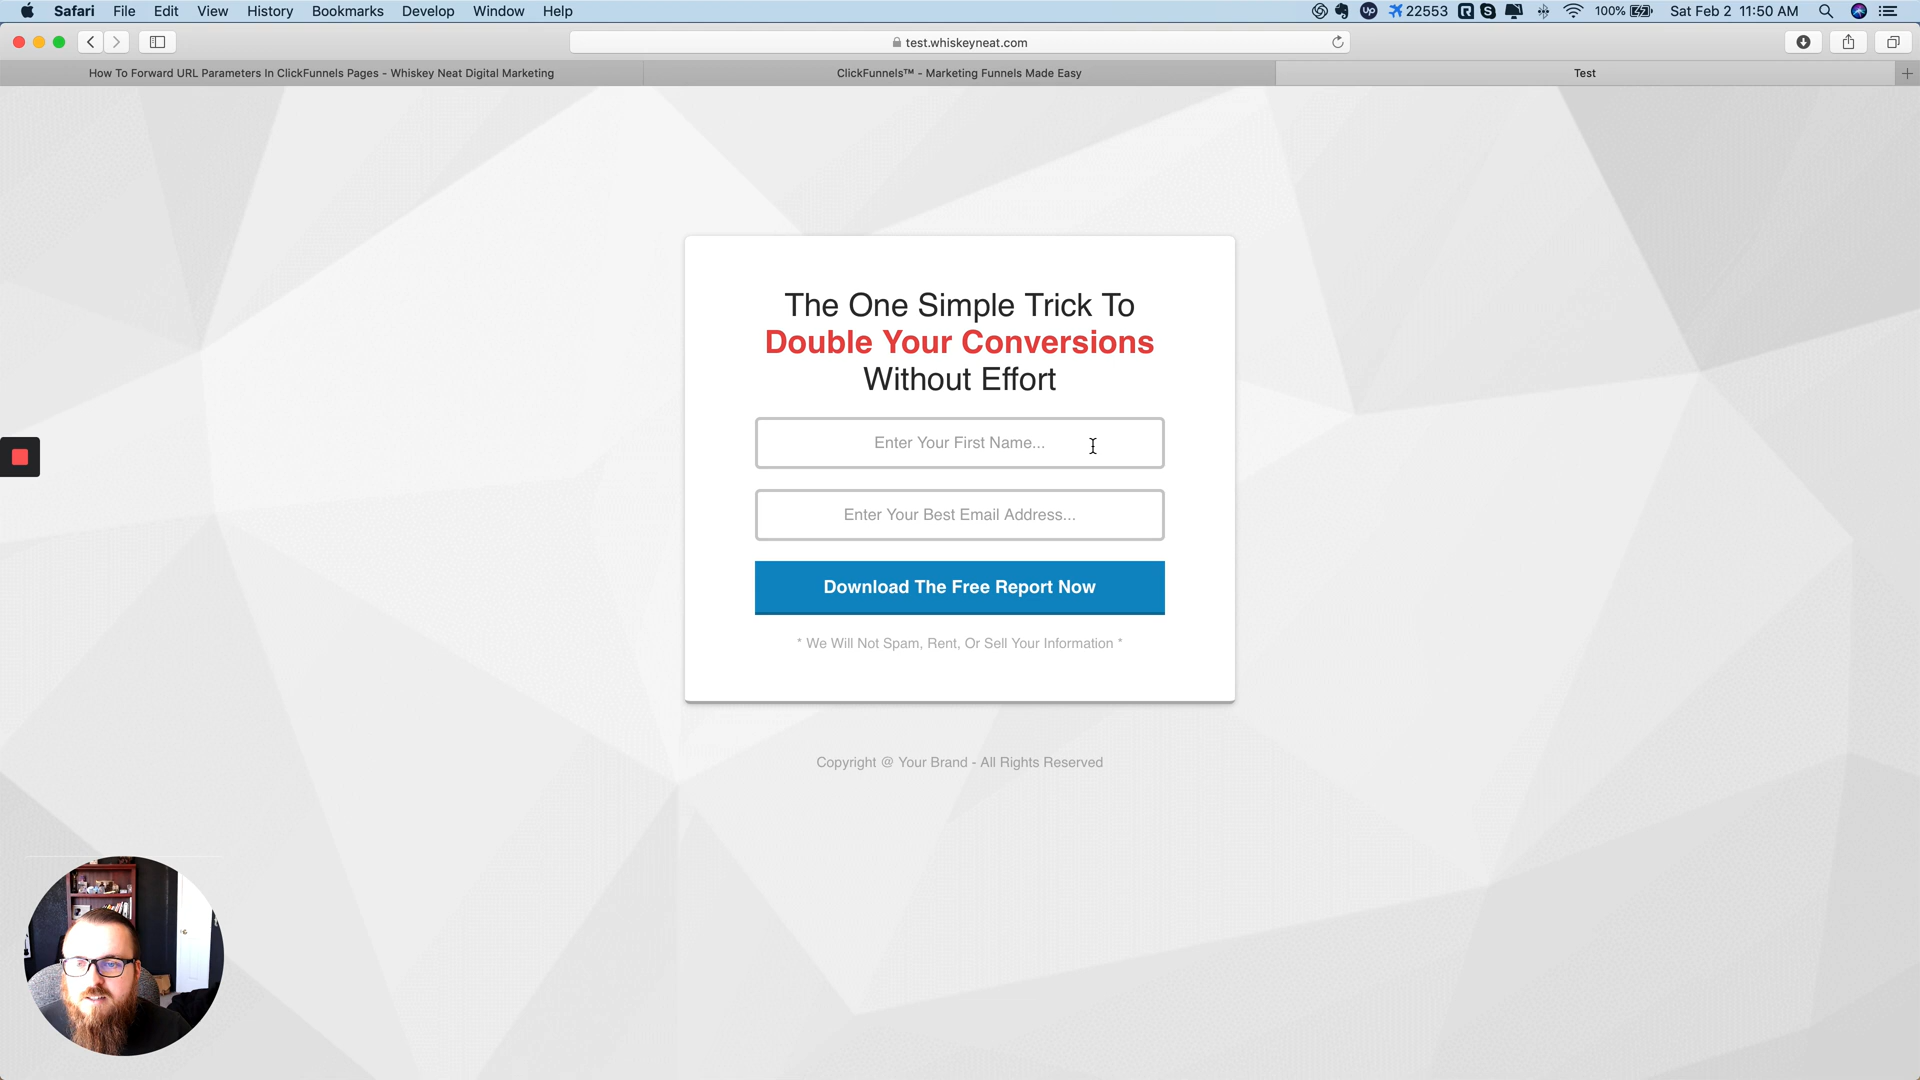 Safari File Edit View History Bookmarks Develop Window Help Up 22553 100% Sat Feb 2 11:50 AM
test.whiskeyneat.com
How To Forward URL Parameters In ClickFunnels Pages - Whiskey Neat Digital Marketing
ClickFunnels™ - Marketing Funnels Made Easy
Test
The One Simple Trick To
Double Your Conversions
Without Effort
Enter Your First Name...
Enter Your Best Email Address...
Download The Free Report Now
* We Will Not Spam, Rent, Or Sell Your Information *
Copyright @ Your Brand - All Rights Reserved